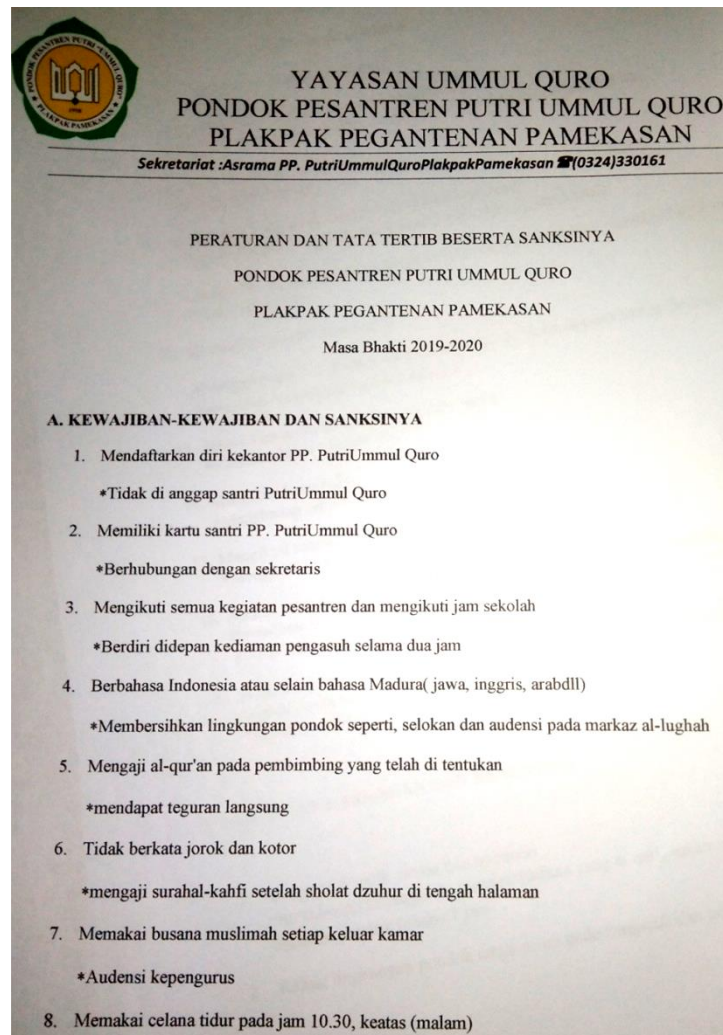 PONDOK PESANTREN PUTRI "UMMUL QURO"
PLAKPAK PAMEKASAN
YAYASAN UMMUL QURO
PONDOK PESANTREN PUTRI UMMUL QURO
PLAKPAK PEGANTENAN PAMEKASAN
Sekretariat :Asrama PP. PutriUmmulQuroPlakpakPamekasan ☎(0324)330161
PERATURAN DAN TATA TERTIB BESERTA SANKSINYA
PONDOK PESANTREN PUTRI UMMUL QURO
PLAKPAK PEGANTENAN PAMEKASAN
Masa Bhakti 2019-2020
A. KEWAJIBAN-KEWAJIBAN DAN SANKSINYA
1. Mendaftarkan diri kekantor PP. PutriUmmul Quro
*Tidak di anggap santri PutriUmmul Quro
2. Memiliki kartu santri PP. PutriUmmul Quro
*Berhubungan dengan sekretaris
3. Mengikuti semua kegiatan pesantren dan mengikuti jam sekolah
*Berdiri didepan kediaman pengasuh selama dua jam
4. Berbahasa Indonesia atau selain bahasa Madura( jawa, inggris, arabdll)
*Membersihkan lingkungan pondok seperti, selokan dan audensi pada markaz al-lughah
5. Mengaji al-qur'an pada pembimbing yang telah di tentukan
*mendapat teguran langsung
6. Tidak berkata jorok dan kotor
*mengaji surahal-kahfi setelah sholat dzuhur di tengah halaman
7. Memakai busana muslimah setiap keluar kamar
*Audensi kepengurus
8. Memakai celana tidur pada jam 10.30, keatas (malam)